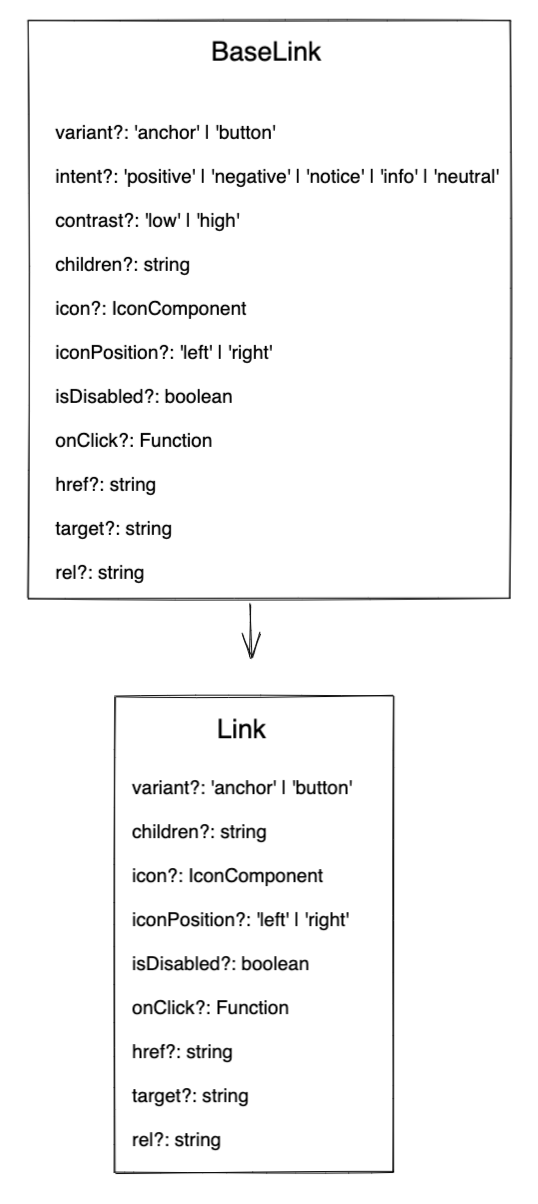 BaseLink
variant?: 'anchor' | 'button'
intent?: 'positive' | 'negative' | 'notice' | 'info' | 'neutral'
contrast?: 'low' | 'high'
children?: string
icon?: IconComponent
iconPosition?: 'left' | 'right'
isDisabled?: boolean
onClick?: Function
href?: string
target?: string
rel?: string
Link
variant?: 'anchor' | 'button'
children?: string
icon?: IconComponent
iconPosition?: 'left' | 'right'
isDisabled?: boolean
onClick?: Function
href?: string
target?: string
rel?: string